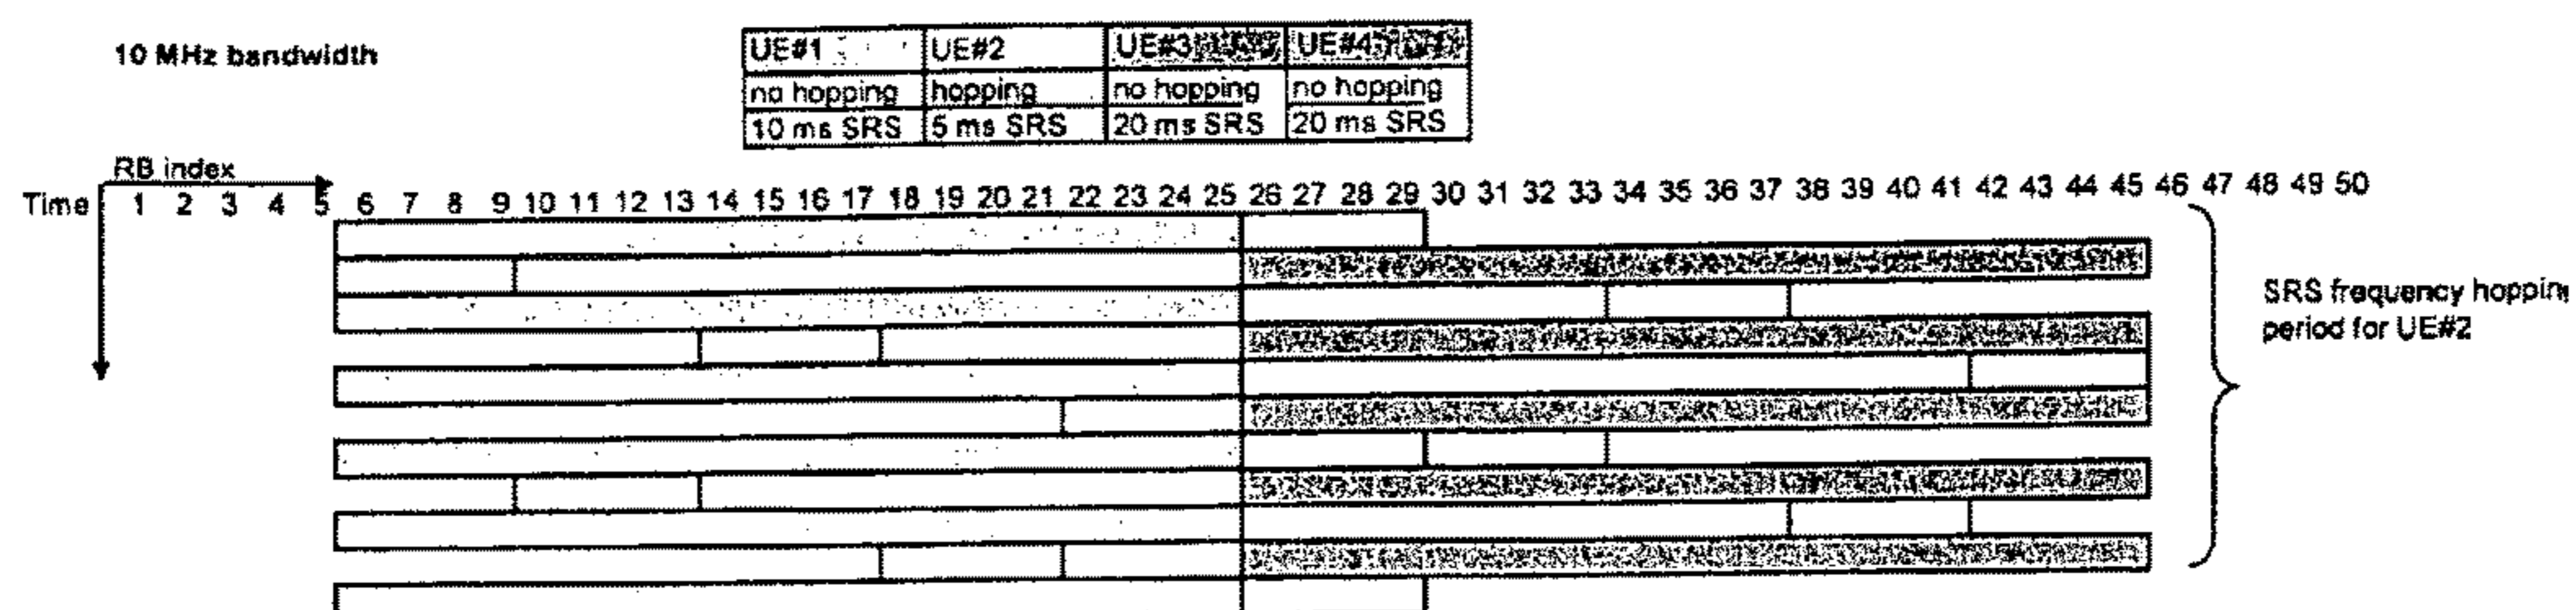 10 MHz bandwidth
UE#1 UE#2 UE#3 UE#4
no hopping hopping no hopping no hopping
10 ms SRS 5 ms SRS 20 ms SRS 20 ms SRS
RB index
Time 1 2 3 4 5 6 7 8 9 10 11 12 13 14 15 16 17 18 19 20 21 22 23 24 25 26 27 28 29 30 31 32 33 34 35 36 37 38 39 40 41 42 43 44 45 46 47 48 49 50
SRS frequency hopping
period for UE#2